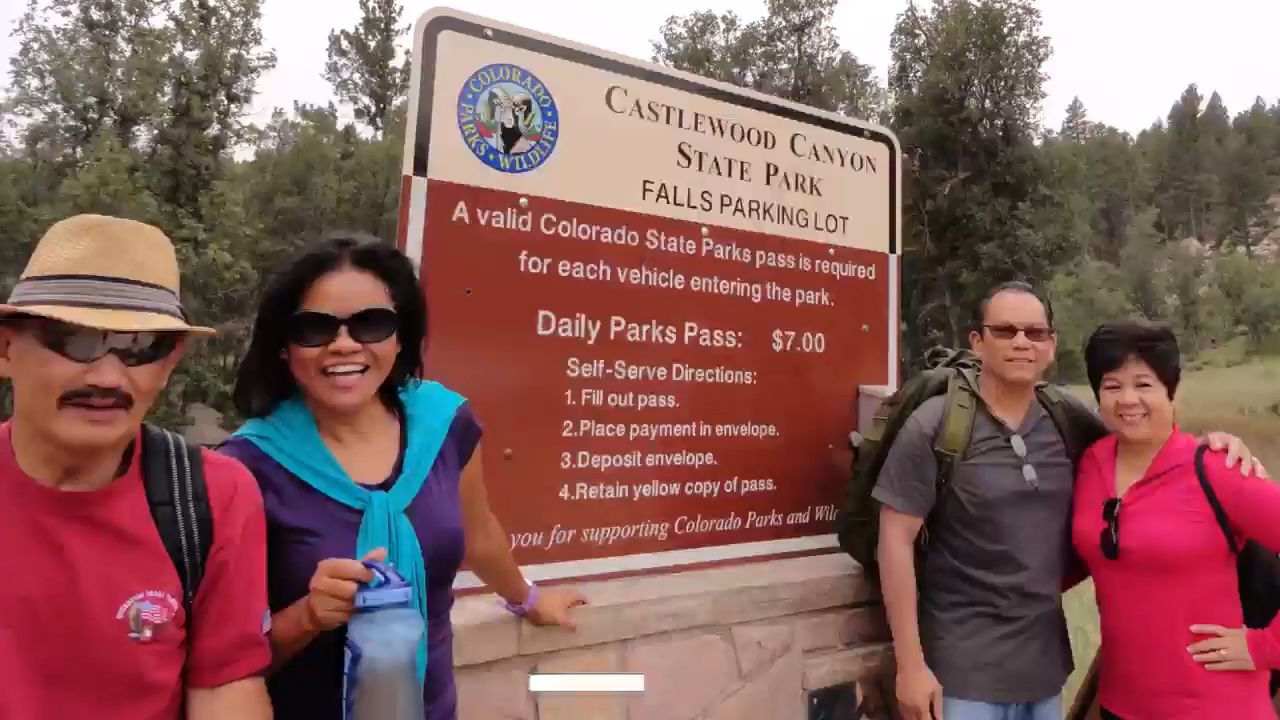 COLORADO
PARKS • WILDLIFE
CASTLEWOOD CANYON
STATE PARK
FALLS PARKING LOT
A valid Colorado State Parks pass is required
for each vehicle entering the park.
Daily Parks Pass: $7.00
Self-Serve Directions:
1. Fill out pass.
2.Place payment in envelope.
3.Deposit envelope.
4.Retain yellow copy of pass.
you for supporting Colorado Parks and